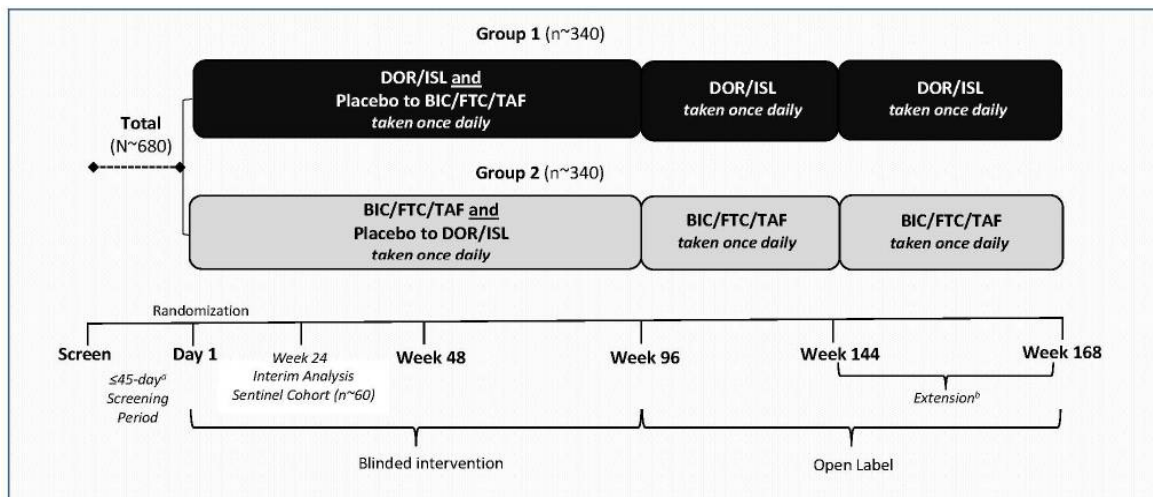 Group 1 (n~340)
DOR/ISL and
Placebo to BIC/FTC/TAF
taken once daily
DOR/ISL
taken once daily
DOR/ISL
taken once daily
Total
(N~680)
Group 2 (n~340)
BIC/FTC/TAF and
Placebo to DOR/ISL
taken once daily
BIC/FTC/TAF
taken once daily
BIC/FTC/TAF
taken once daily
Randomization
Screen
Day 1
Week 24
Interim Analysis
Sentinel Cohort (n~60)
Week 48
Week 96
Week 144
Week 168
≤45-dayᵃ
Screening
Period
Extensionᵇ
Blinded intervention
Open Label